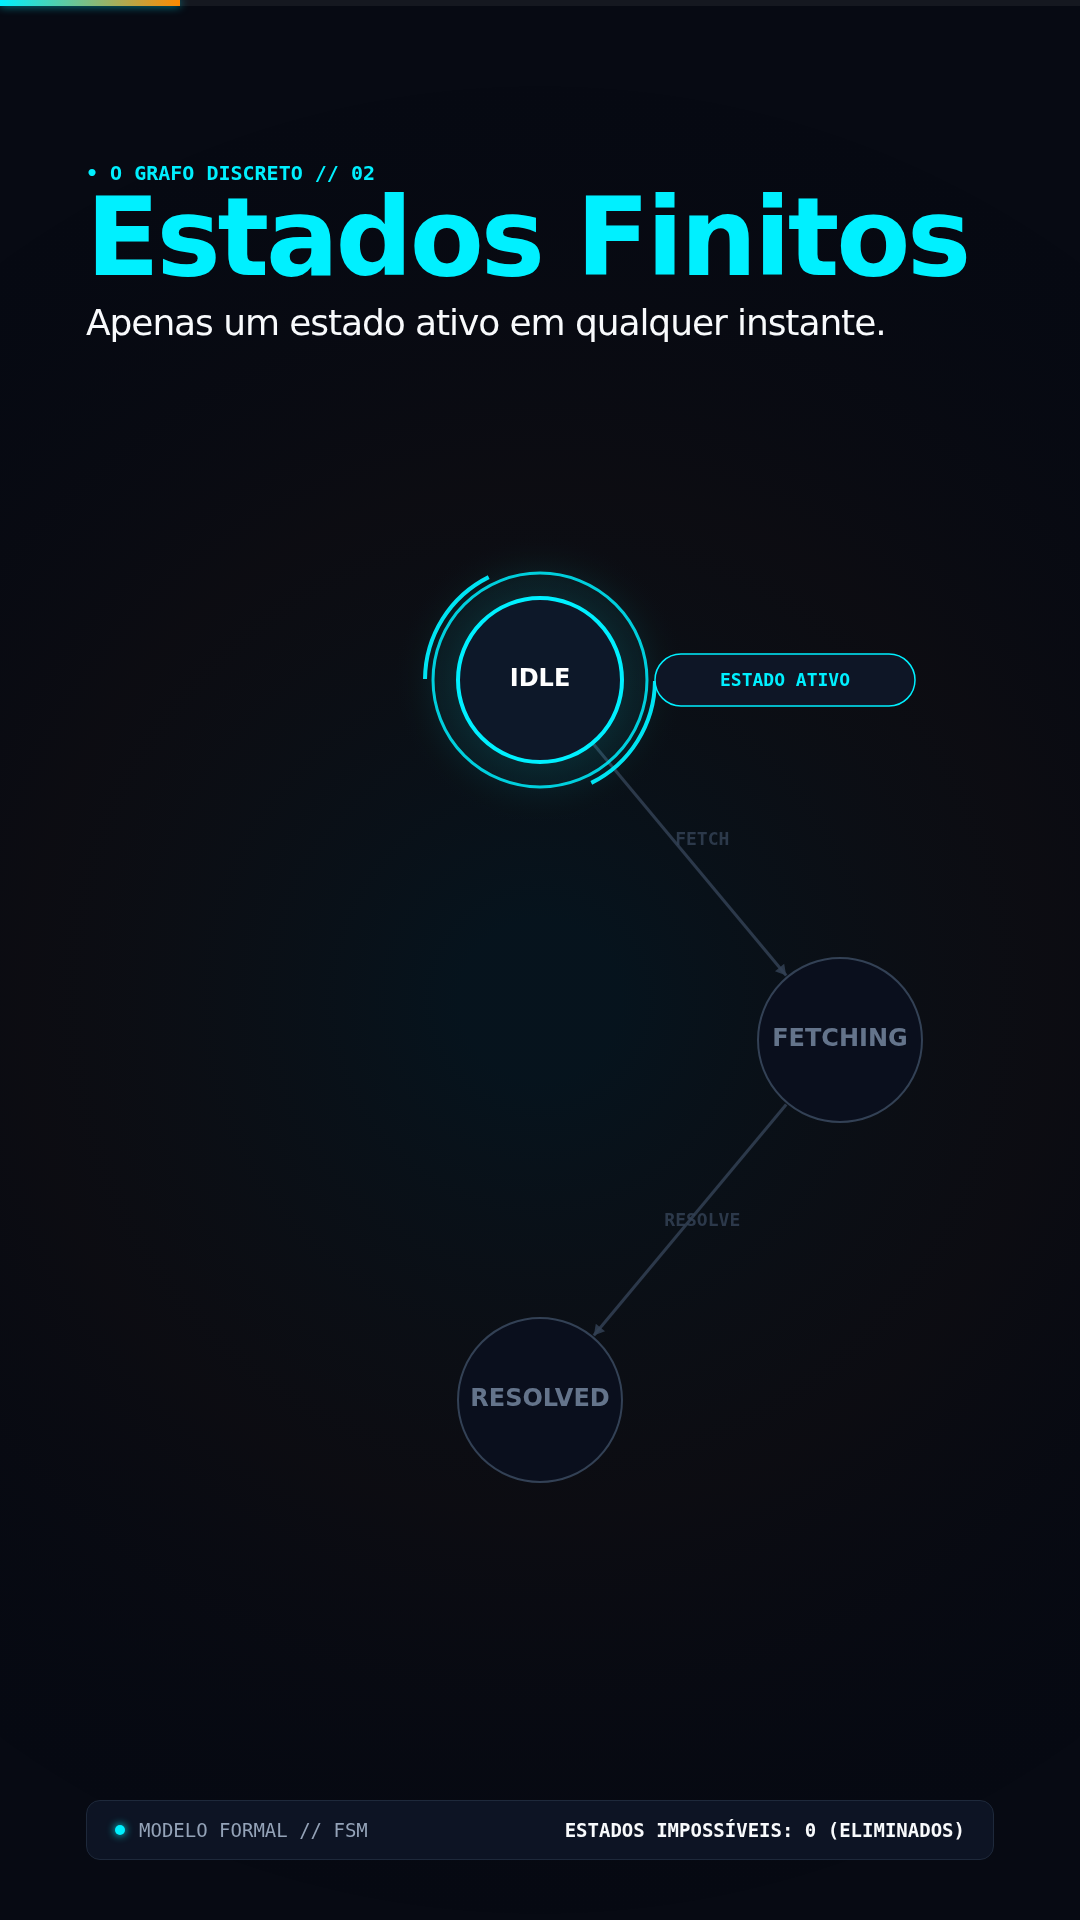 • O GRAFO DISCRETO // 02
Estados Finitos
Apenas um estado ativo em qualquer instante.
IDLE
ESTADO ATIVO
FETCH
FETCHING
RESOLVE
RESOLVED
MODELO FORMAL // FSM
ESTADOS IMPOSSÍVEIS: 0 (ELIMINADOS)